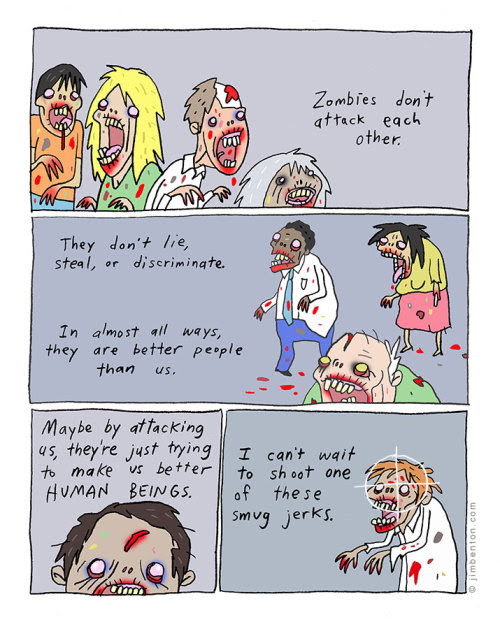 Zombies don't
attack each
other.
They don't lie,
steal, or discriminate.
In almost all ways,
they are better people
than us.
Maybe by attacking
us, they're just trying
to make us better
HUMAN BEINGS.
I can't wait
to shoot one
of these
smug jerks.
© jimbenton.com